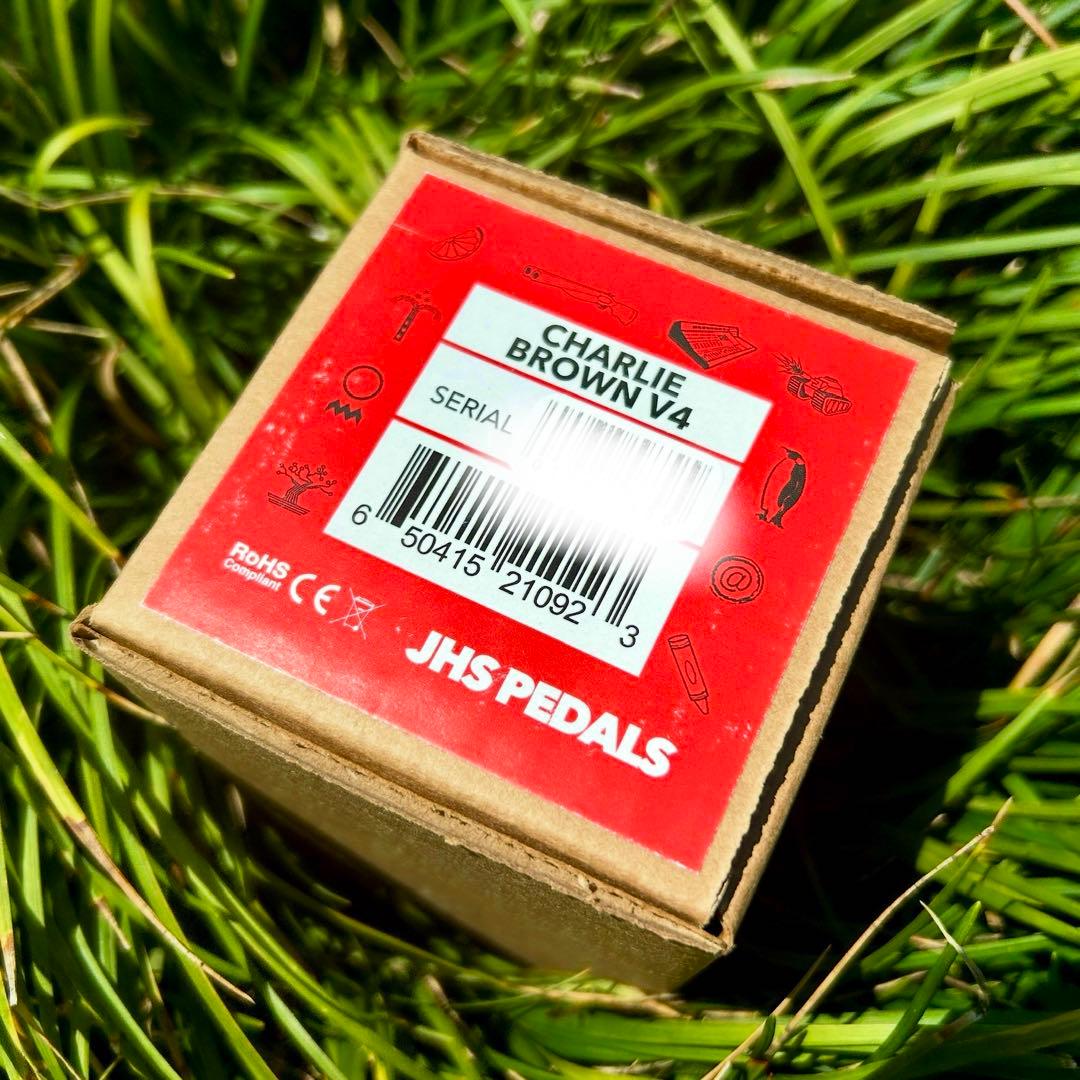 CHARLIE
BROWN V4
SERIAL
6 50415 21092 3
RoHS
Compliant CE
JHS PEDALS
@